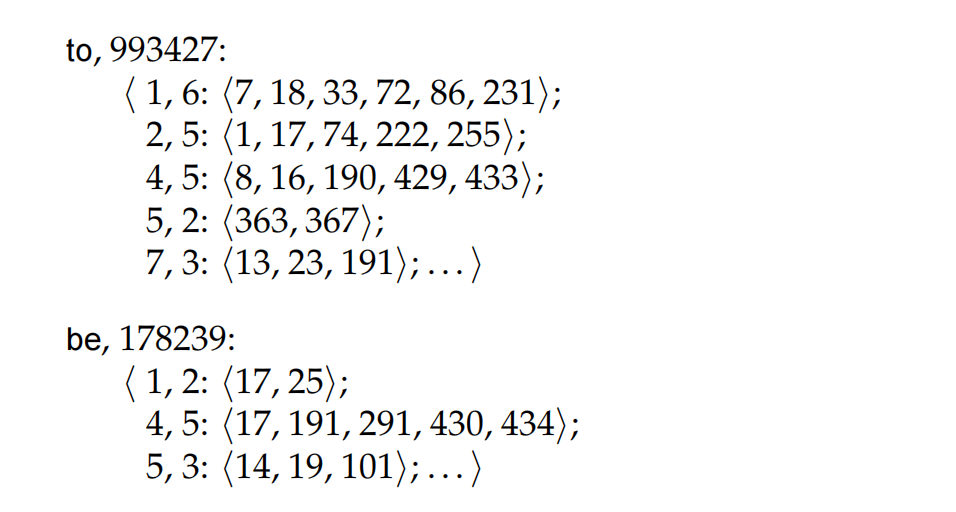 to, 993427:
⟨ 1, 6: ⟨7, 18, 33, 72, 86, 231⟩;
2, 5: ⟨1, 17, 74, 222, 255⟩;
4, 5: ⟨8, 16, 190, 429, 433⟩;
5, 2: ⟨363, 367⟩;
7, 3: ⟨13, 23, 191⟩; . . . ⟩
be, 178239:
⟨ 1, 2: ⟨17, 25⟩;
4, 5: ⟨17, 191, 291, 430, 434⟩;
5, 3: ⟨14, 19, 101⟩; . . . ⟩